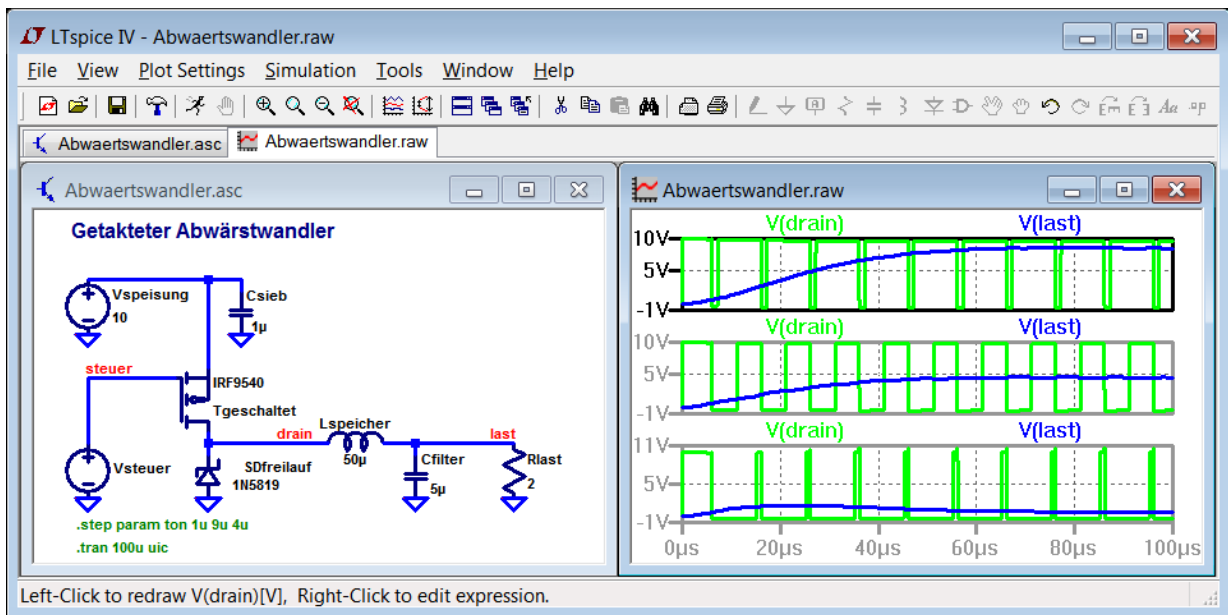 LTspice IV - Abwaertswandler.raw
File View Plot Settings Simulation Tools Window Help
Abwaertswandler.asc Abwaertswandler.raw
Abwaertswandler.asc
Getakteter Abwärstwandler
Vspeisung
10
Csieb
1µ
steuer
IRF9540
Tgeschaltet
drain
Lspeicher
50µ
last
Vsteuer
SDfreilauf
1N5819
Cfilter
5µ
Rlast
2
.step param ton 1u 9u 4u
.tran 100u uic
Abwaertswandler.raw
V(drain) V(last)
10V
5V
-1V
V(drain) V(last)
10V
5V
-1V
V(drain) V(last)
11V
5V
-1V
0µs 20µs 40µs 60µs 80µs 100µs
Left-Click to redraw V(drain)[V], Right-Click to edit expression.